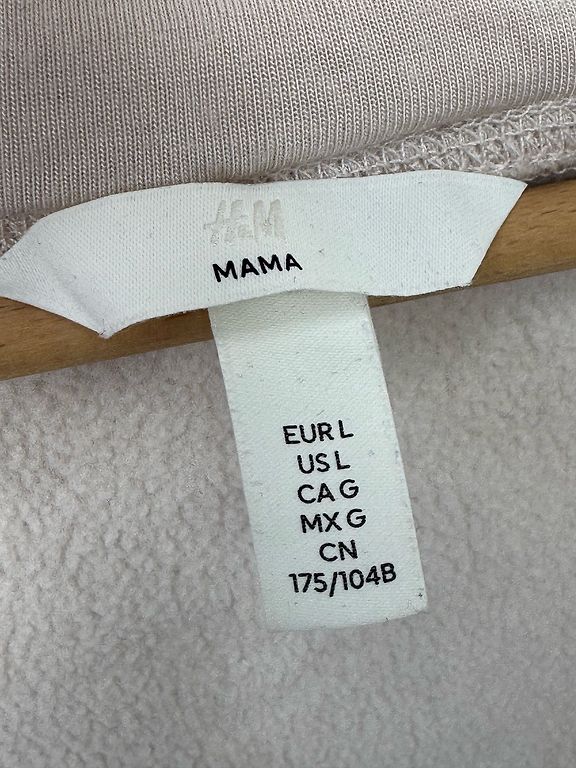 H&M
MAMA
EUR L
US L
CA G
MX G
CN
175/104B